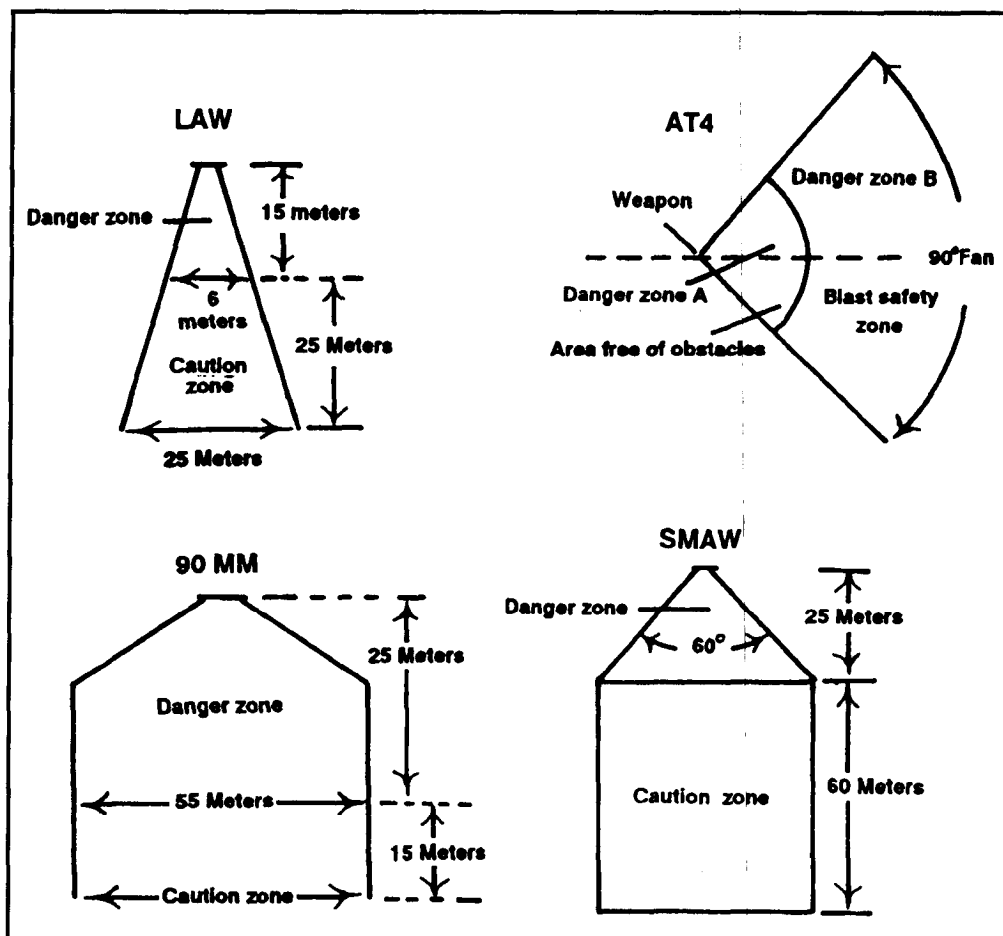 LAW
Danger zone
15 meters
6
meters
Caution
zone
25 Meters
25 Meters
AT4
Weapon
Danger zone B
90° Fan
Danger zone A
Blast safety
zone
Area free of obstacles
90 MM
25 Meters
Danger zone
55 Meters
15 Meters
Caution zone
SMAW
Danger zone
25 Meters
60°
Caution zone
60 Meters